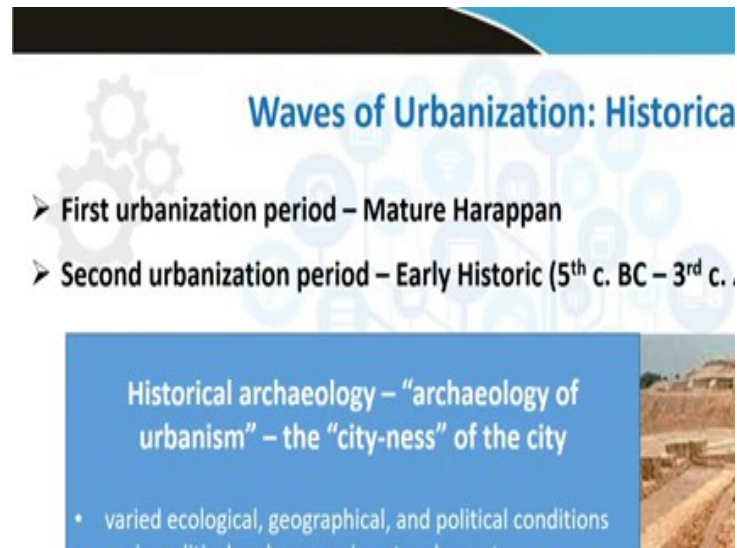 Waves of Urbanization: Historica
➢ First urbanization period – Mature Harappan
➢ Second urbanization period – Early Historic (5th c. BC – 3rd c.
Historical archaeology – “archaeology of
urbanism” – the “city-ness” of the city
• varied ecological, geographical, and political conditions